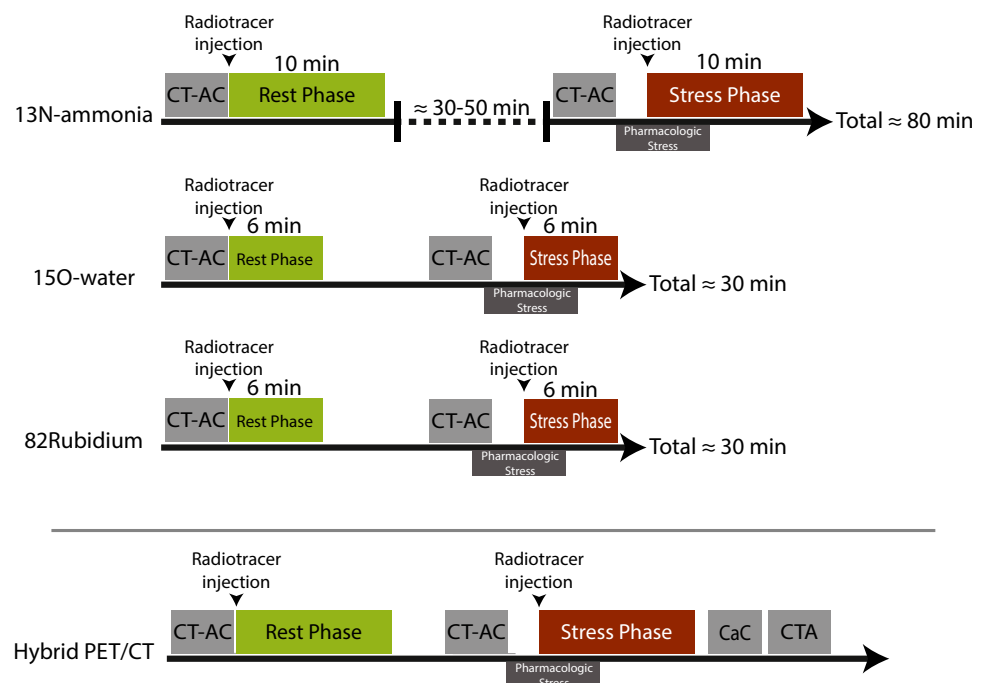 Radiotracer
injection
Radiotracer
injection
10 min
10 min
CT-AC
Rest Phase
CT-AC
Stress Phase
13N-ammonia
≈ 30-50 min
Total ≈ 80 min
Pharmacologic
Stress
Radiotracer
injection
Radiotracer
injection
6 min
6 min
CT-AC
Rest Phase
CT-AC
Stress Phase
15O-water
Total ≈ 30 min
Pharmacologic
Stress
Radiotracer
injection
Radiotracer
injection
6 min
6 min
CT-AC
Rest Phase
CT-AC
Stress Phase
82Rubidium
Total ≈ 30 min
Pharmacologic
Stress
Radiotracer
injection
Radiotracer
injection
CT-AC
Rest Phase
CT-AC
Stress Phase
CaC
CTA
Hybrid PET/CT
Pharmacologic
Stress